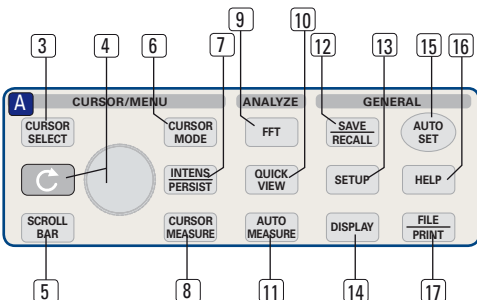 9 10
3 4 6 7 12 13 15 16
A CURSOR/MENU ANALYZE GENERAL
CURSOR
SELECT
CURSOR
MODE
FFT
SAVE
RECALL
AUTO
SET
INTENS
PERSIST
QUICK
VIEW
SETUP
HELP
SCROLL
BAR
CURSOR
MEASURE
AUTO
MEASURE
DISPLAY
FILE
PRINT
5 8 11 14 17